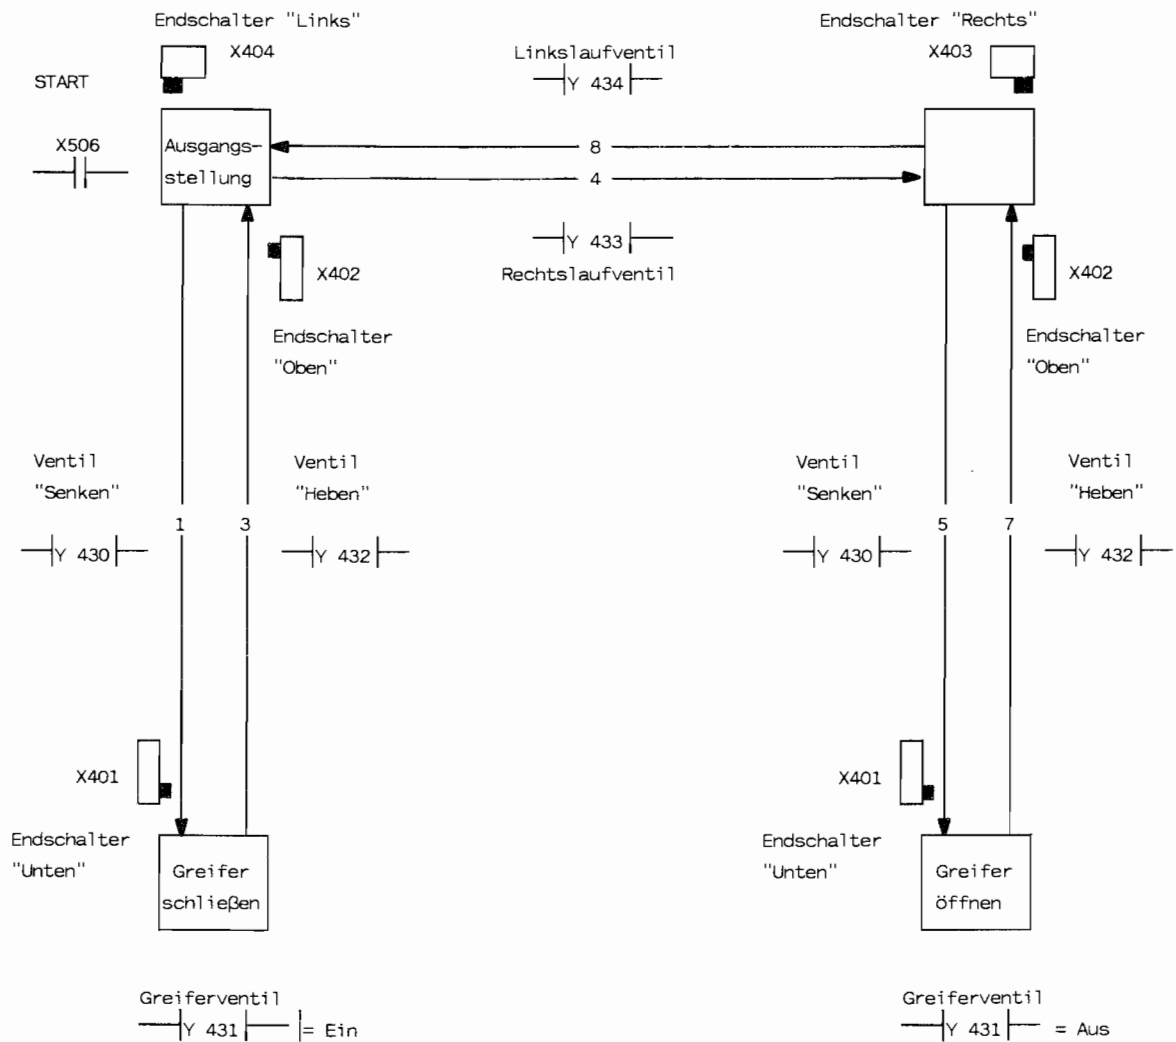 Endschalter "Links"
X404
Endschalter "Rechts"
X403
Linkslaufventil
Y 434
START
X506
Ausgangs-
stellung
8
4
Y 433
Rechtslaufventil
X402
Endschalter
"Oben"
X402
Endschalter
"Oben"
Ventil
"Senken"
Y 430
1
3
Ventil
"Heben"
Y 432
Ventil
"Senken"
Y 430
5
7
Ventil
"Heben"
Y 432
X401
Endschalter
"Unten"
Greifer
schließen
X401
Endschalter
"Unten"
Greifer
öffnen
Greiferventil
Y 431 = Ein
Greiferventil
Y 431 = Aus